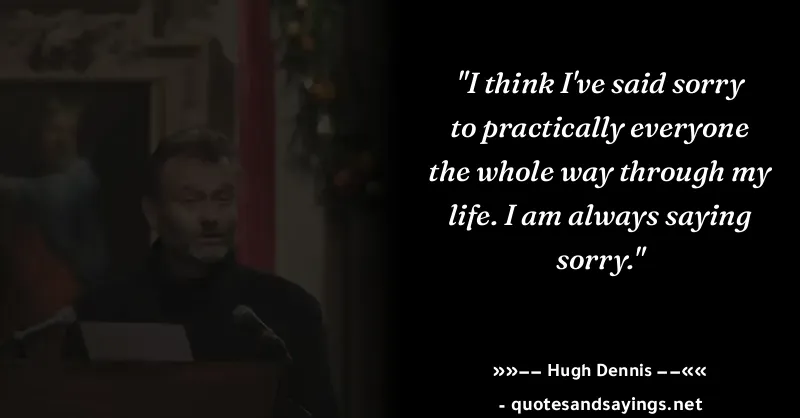 "I think I've said sorry
to practically everyone
the whole way through my
life. I am always saying
sorry."
»»−− Hugh Dennis −−««
- quotesandsayings.net